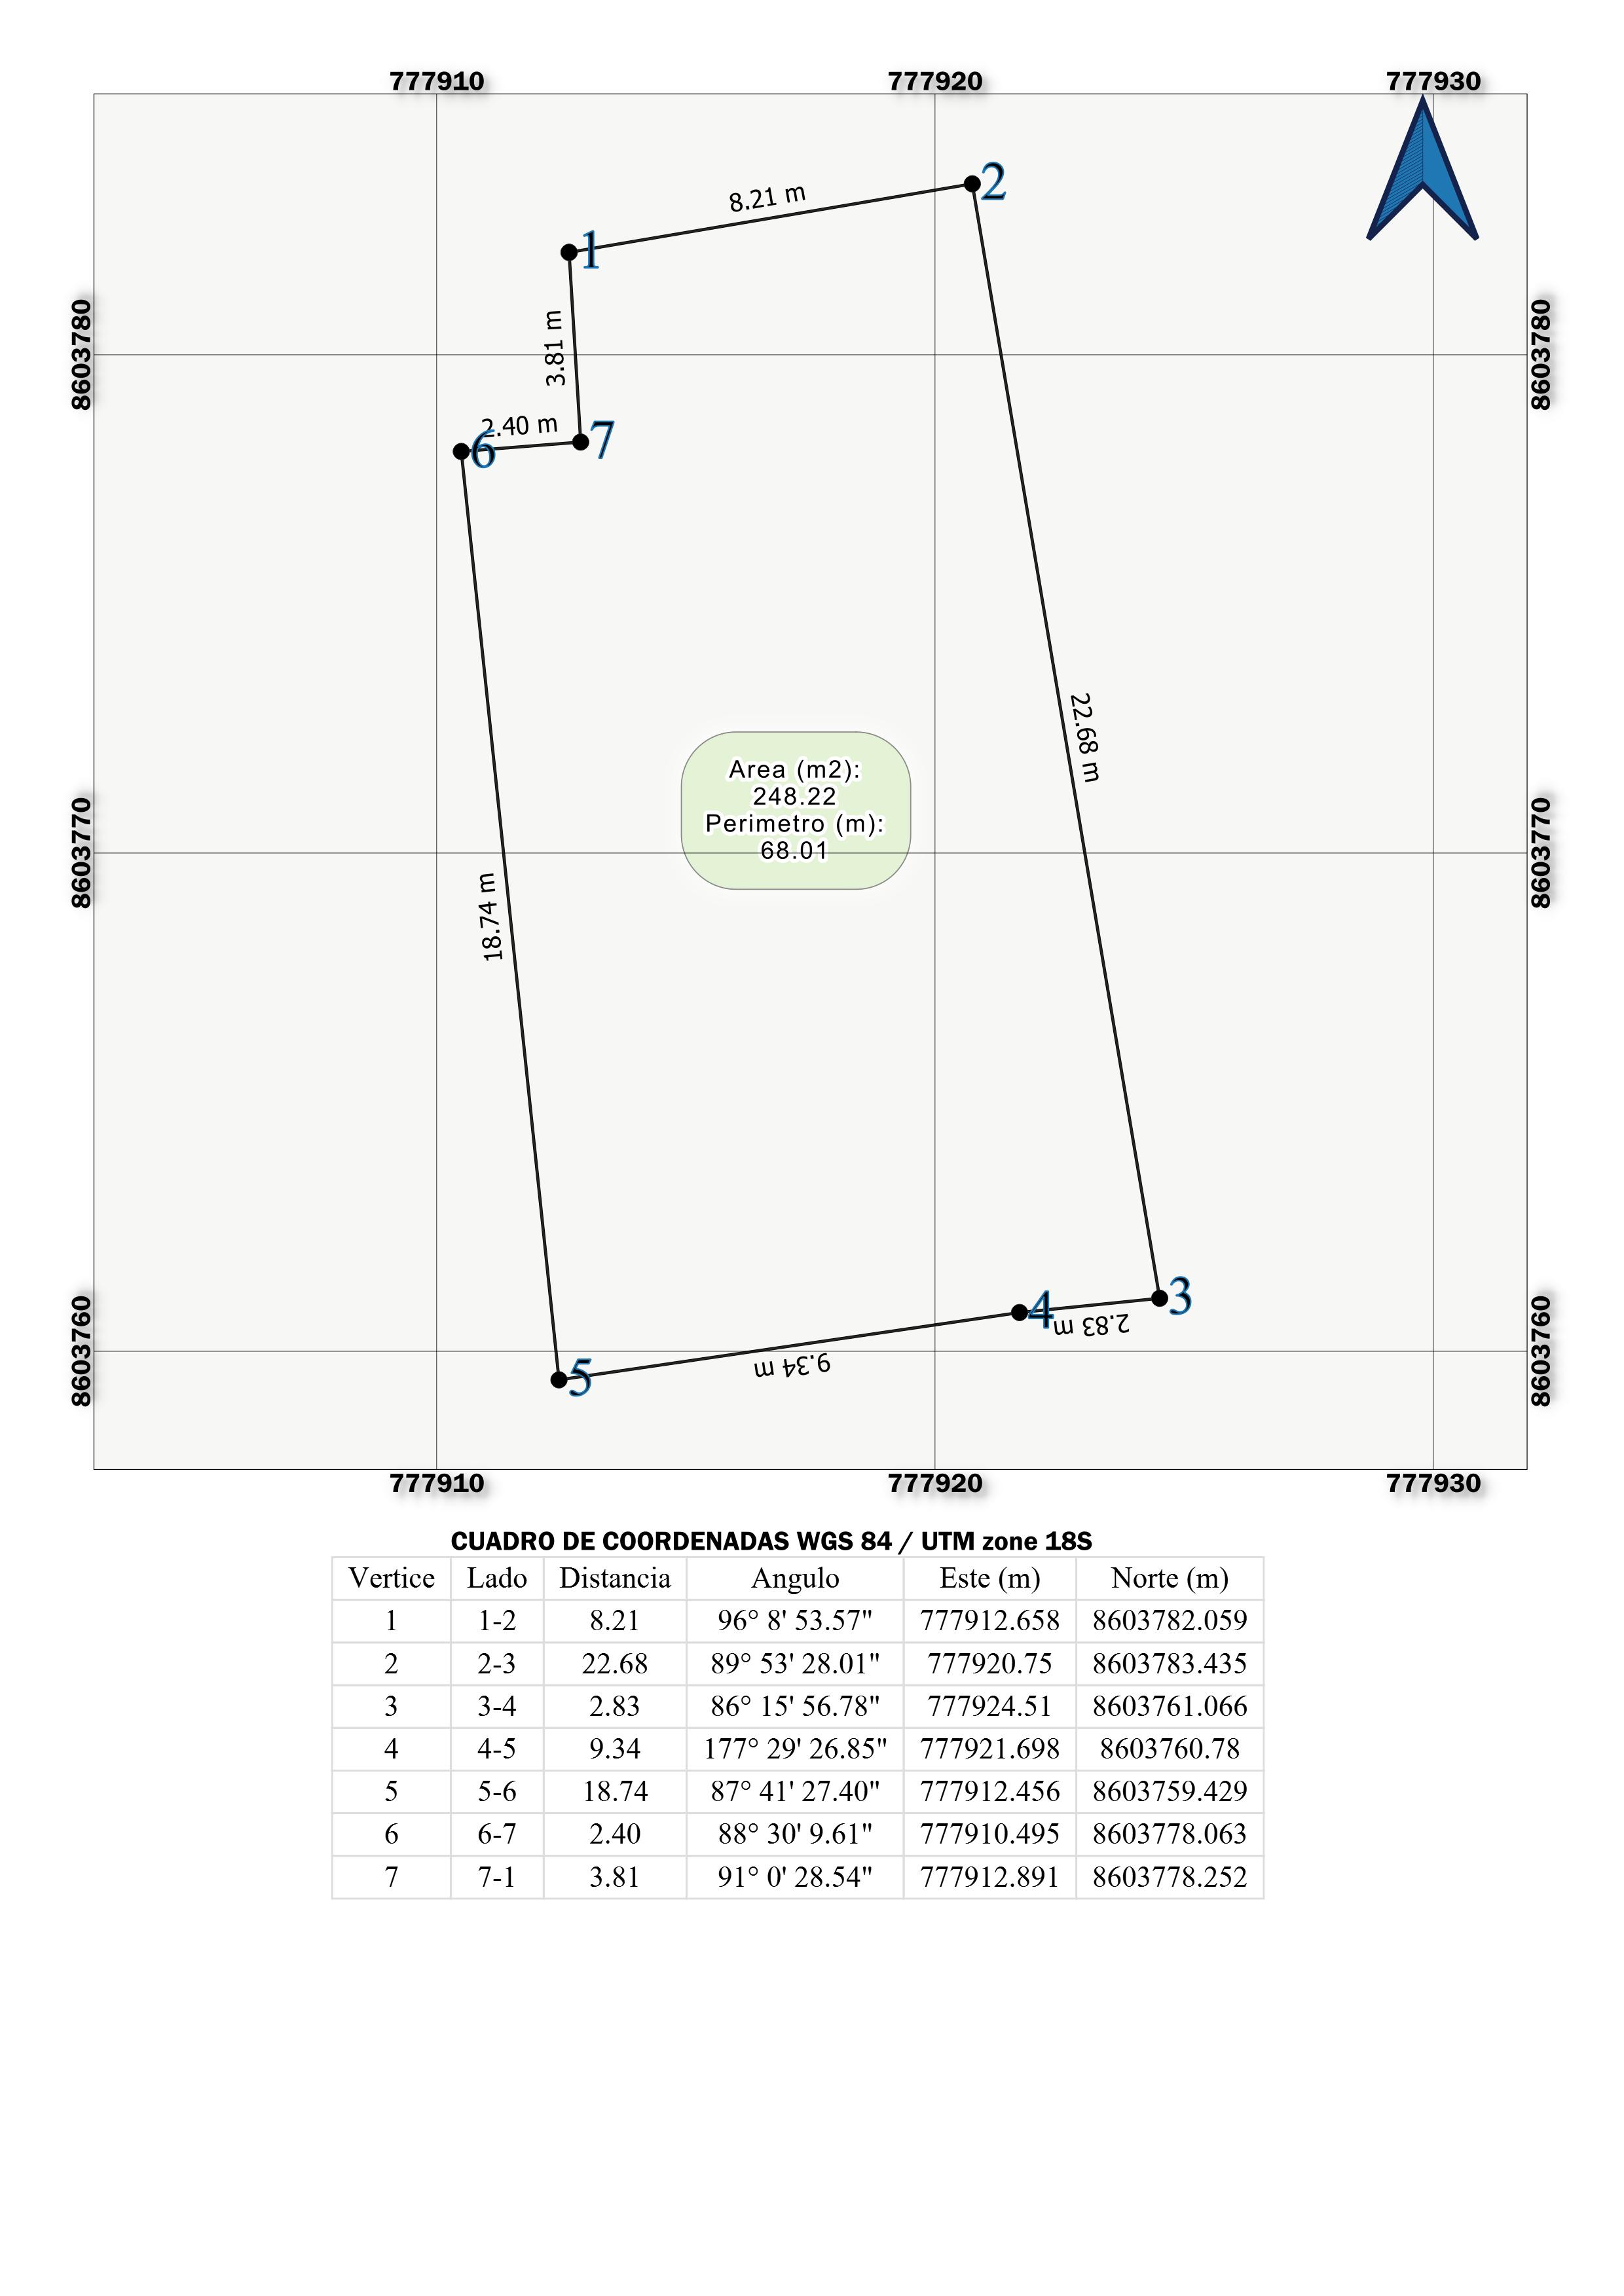 777910 777920 777930
2
8.21 m
1
8603780 8603780
3.81 m
2.40 m
6 7
22.68 m
Area (m2):
248.22
Perimetro (m):
68.01
8603770 8603770
18.74 m
3
4
2.83 m
8603760 8603760
9.34 m
5
777910 777920 777930
CUADRO DE COORDENADAS WGS 84 / UTM zone 18S
Vertice Lado Distancia Angulo Este (m) Norte (m)
1 1-2 8.21 96° 8' 53.57" 777912.658 8603782.059
2 2-3 22.68 89° 53' 28.01" 777920.75 8603783.435
3 3-4 2.83 86° 15' 56.78" 777924.51 8603761.066
4 4-5 9.34 177° 29' 26.85" 777921.698 8603760.78
5 5-6 18.74 87° 41' 27.40" 777912.456 8603759.429
6 6-7 2.40 88° 30' 9.61" 777910.495 8603778.063
7 7-1 3.81 91° 0' 28.54" 777912.891 8603778.252